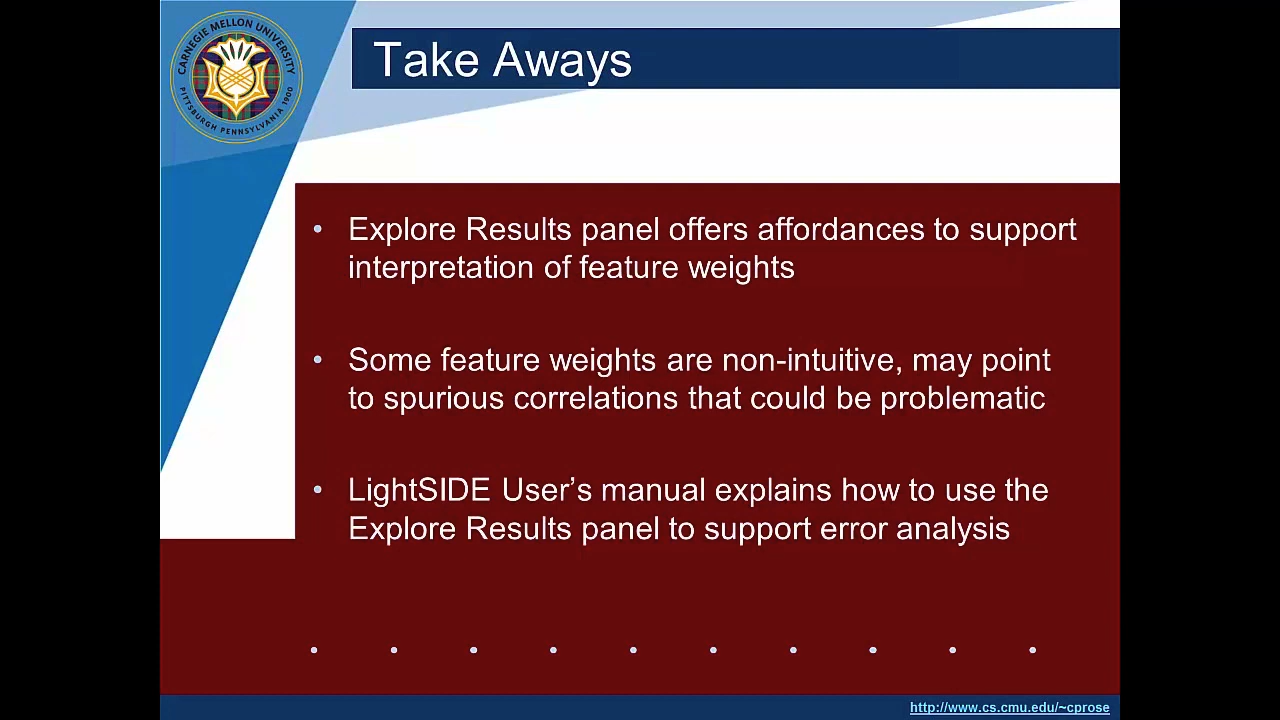 CARNEGIE MELLON UNIVERSITY
PITTSBURGH PENNSYLVANIA 1900
Take Aways
• Explore Results panel offers affordances to support
interpretation of feature weights
• Some feature weights are non-intuitive, may point
to spurious correlations that could be problematic
• LightSIDE User’s manual explains how to use the
Explore Results panel to support error analysis
http://www.cs.cmu.edu/~cprose